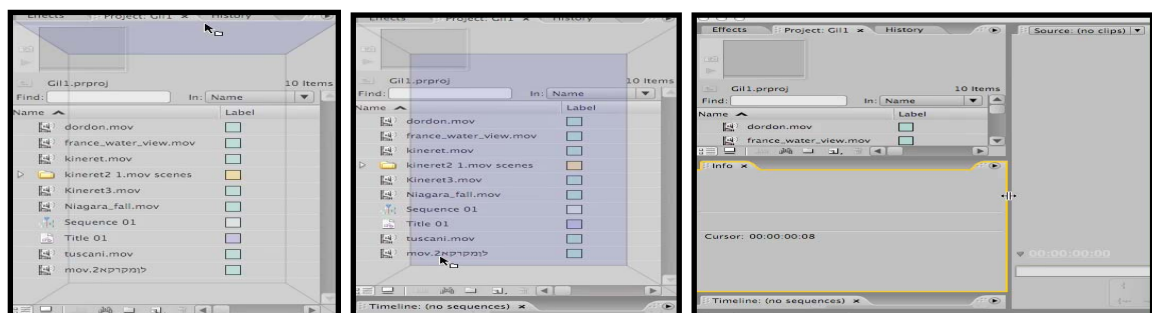 Effects Project: Gil1 × History
Gil1.prproj 10 Items
Find: In: Name
Name Label
dordon.mov
france_water_view.mov
kineret.mov
kineret2 1.mov scenes
Kineret3.mov
Niagara_fall.mov
Sequence 01
Title 01
tuscani.mov
Effects Project: Gil1 × History
Gil1.prproj 10 Items
Find: In: Name
Name Label
dordon.mov
france_water_view.mov
kineret.mov
kineret2 1.mov scenes
Kineret3.mov
Niagara_fall.mov
Sequence 01
Title 01
tuscani.mov
Timeline: (no sequences) ×
Effects Project: Gil1 × History
Gil1.prproj 10 Items
Find: In: Name
Name Label
dordon.mov
france_water_view.mov
Info ×
Cursor: 00:00:00:08
Timeline: (no sequences) ×
Source: (no clips)
00:00:00:00